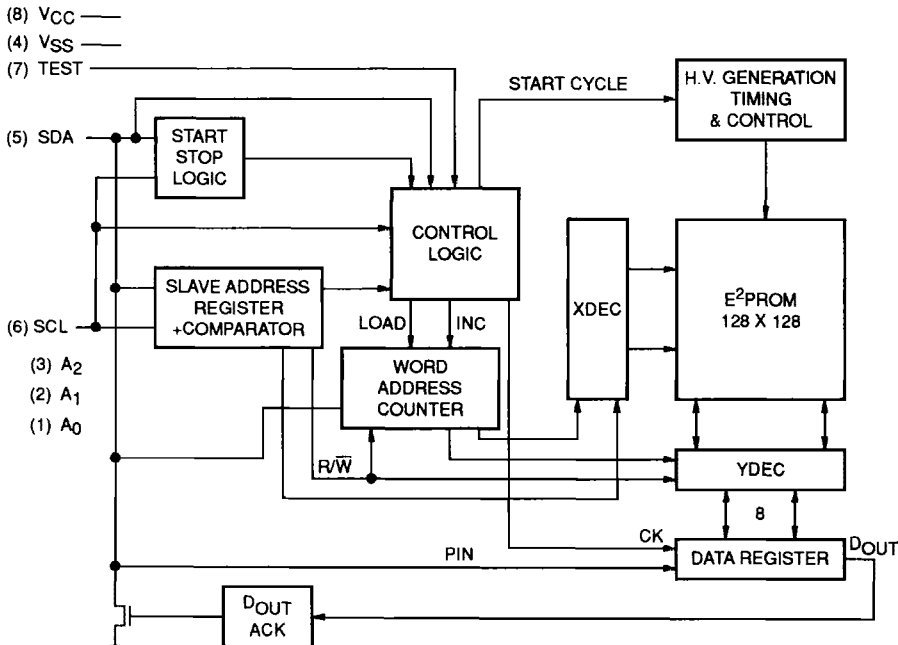 (8) VCC
(4) VSS
(7) TEST
START CYCLE
H.V. GENERATION
TIMING
& CONTROL
(5) SDA
START
STOP
LOGIC
CONTROL
LOGIC
XDEC
E²PROM
128 X 128
SLAVE ADDRESS
REGISTER
+COMPARATOR
(6) SCL
LOAD
INC
(3) A2
(2) A1
(1) A0
WORD
ADDRESS
COUNTER
R/W̅
YDEC
8
CK
DOUT
PIN
DATA REGISTER
DOUT
ACK